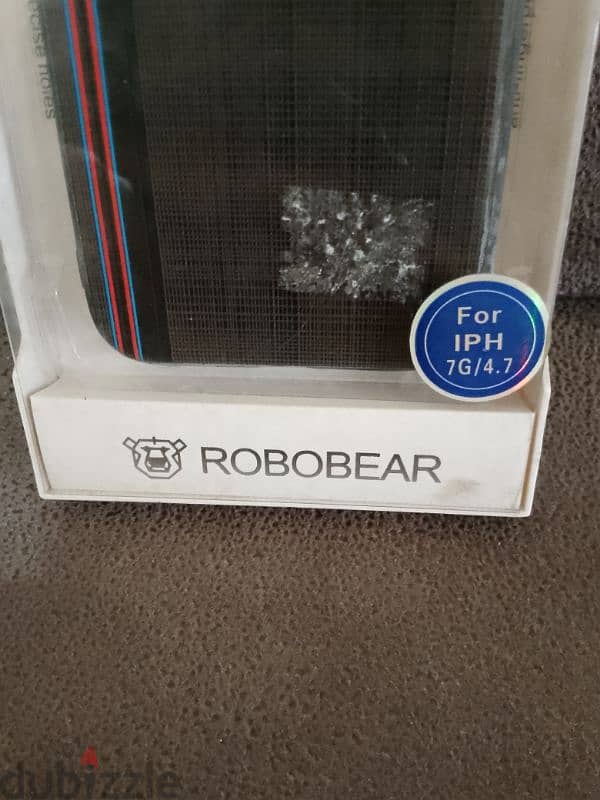 For
IPH
7G/4.7
ROBOBEAR
dubizzle